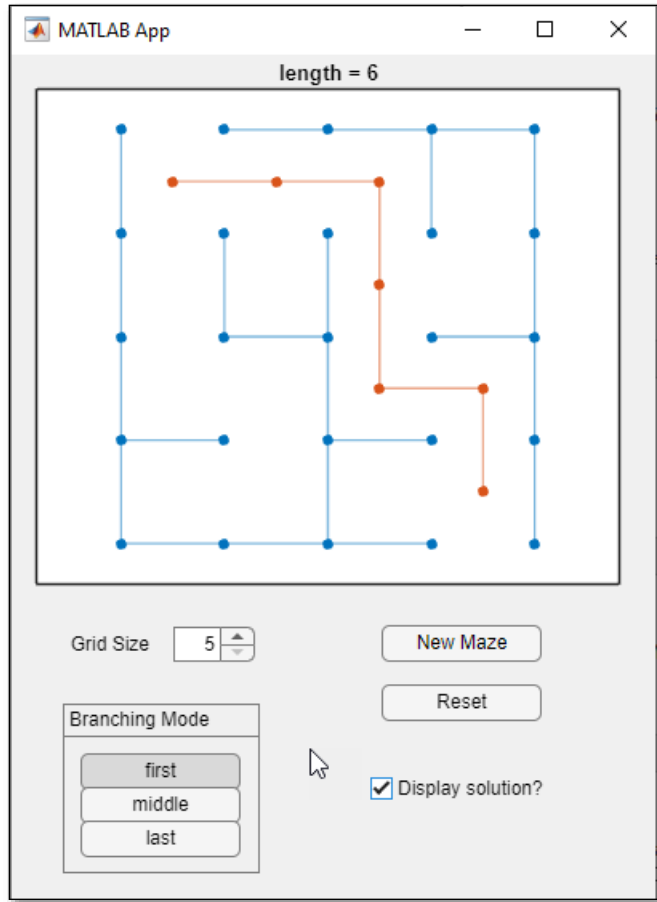 MATLAB App
length = 6
Grid Size 5
New Maze
Reset
Branching Mode
first
middle
last
Display solution?